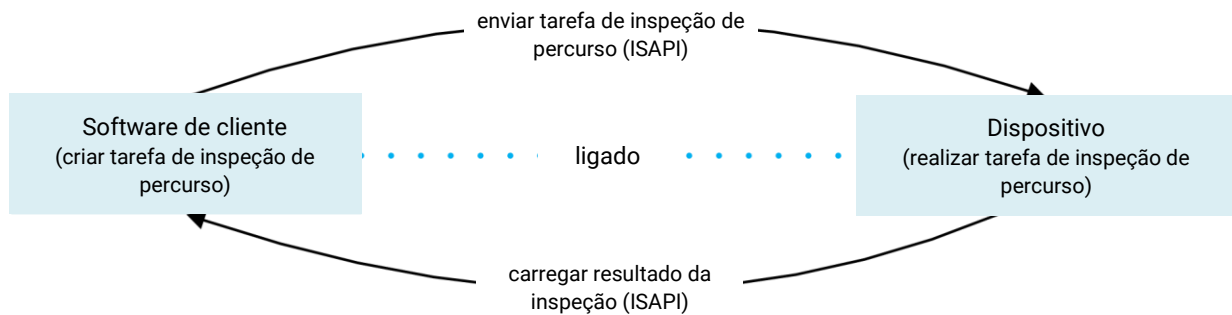 enviar tarefa de inspeção de
percurso (ISAPI)
Software de cliente
(criar tarefa de inspeção de
percurso)
ligado
Dispositivo
(realizar tarefa de inspeção de
percurso)
carregar resultado da
inspeção (ISAPI)